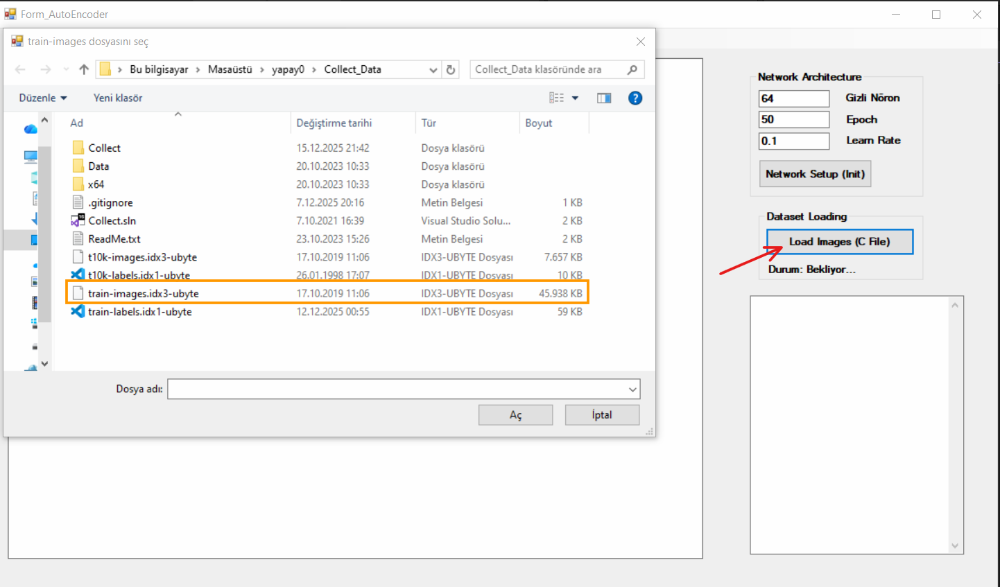 Form_AutoEncoder
train-images dosyasını seç
Bu bilgisayar > Masaüstü > yapay0 > Collect_Data
Collect_Data klasöründe ara
Düzenle
Yeni klasör
Ad Değiştirme tarihi Tür Boyut
Collect 15.12.2025 21:42 Dosya klasörü
Data 20.10.2023 10:33 Dosya klasörü
x64 20.10.2023 10:33 Dosya klasörü
.gitignore 7.12.2025 20:16 Metin Belgesi 1 KB
Collect.sln 7.10.2021 16:39 Visual Studio Solu... 2 KB
ReadMe.txt 23.10.2023 15:26 Metin Belgesi 2 KB
t10k-images.idx3-ubyte 17.10.2019 11:06 IDX3-UBYTE Dosyası 7.657 KB
t10k-labels.idx1-ubyte 26.01.1998 17:07 IDX1-UBYTE Dosyası 10 KB
train-images.idx3-ubyte 17.10.2019 11:06 IDX3-UBYTE Dosyası 45.938 KB
train-labels.idx1-ubyte 12.12.2025 00:55 IDX1-UBYTE Dosyası 59 KB
Dosya adı:
Aç
İptal
Network Architecture
64 Gizli Nöron
50 Epoch
0.1 Learn Rate
Network Setup (Init)
Dataset Loading
Load Images (C File)
Durum: Bekliyor...